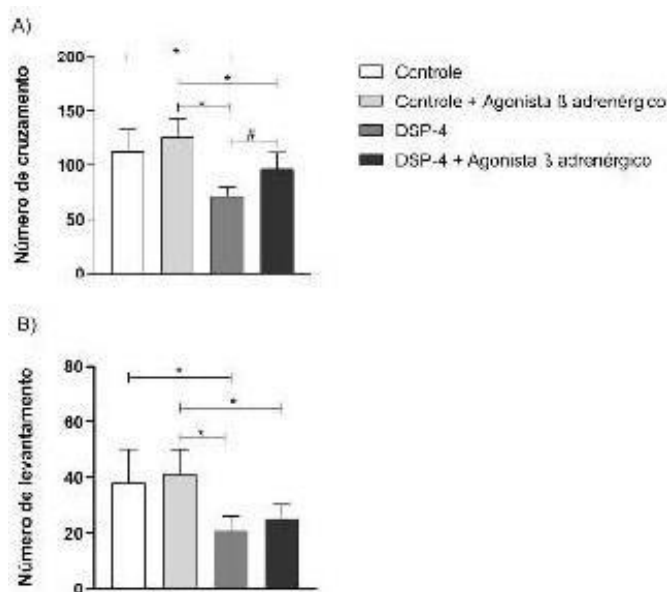 A)
Número de cruzamento
200
150
100
50
0
* * * #
Controle
Controle + Agonista ß adrenérgico
DSP-4
DSP-4 + Agonista ß adrenérgico
B)
Número de levantamento
80
60
40
20
0
* * *